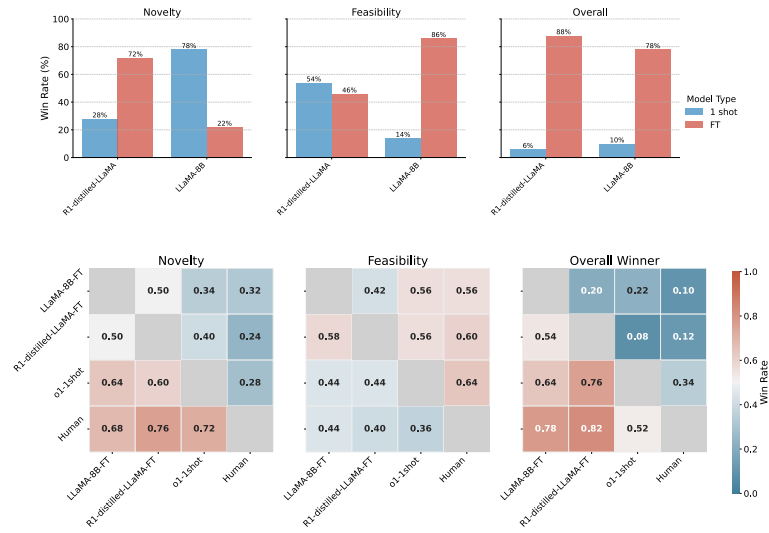 Novelty
Feasibility
Overall
Win Rate (%)
100
80
60
40
20
0
28%
72%
78%
22%
54%
46%
14%
86%
6%
88%
10%
78%
R1-distilled-LLaMA
LLaMA-8B
R1-distilled-LLaMA
LLaMA-8B
R1-distilled-LLaMA
LLaMA-8B
Model Type
1 shot
FT
Novelty
Feasibility
Overall Winner
LLaMA-8B-FT
0.50 0.34 0.32
0.42 0.56 0.56
0.20 0.22 0.10
R1-distilled-LLaMA-FT
0.50 0.40 0.24
0.58 0.56 0.60
0.54 0.08 0.12
o1-1shot
0.64 0.60 0.28
0.44 0.44 0.64
0.64 0.76 0.34
Human
0.68 0.76 0.72
0.44 0.40 0.36
0.78 0.82 0.52
LLaMA-8B-FT
R1-distilled-LLaMA-FT
o1-1shot
Human
LLaMA-8B-FT
R1-distilled-LLaMA-FT
o1-1shot
Human
LLaMA-8B-FT
R1-distilled-LLaMA-FT
o1-1shot
Human
1.0
0.8
0.6
0.4
0.2
0.0
Win Rate